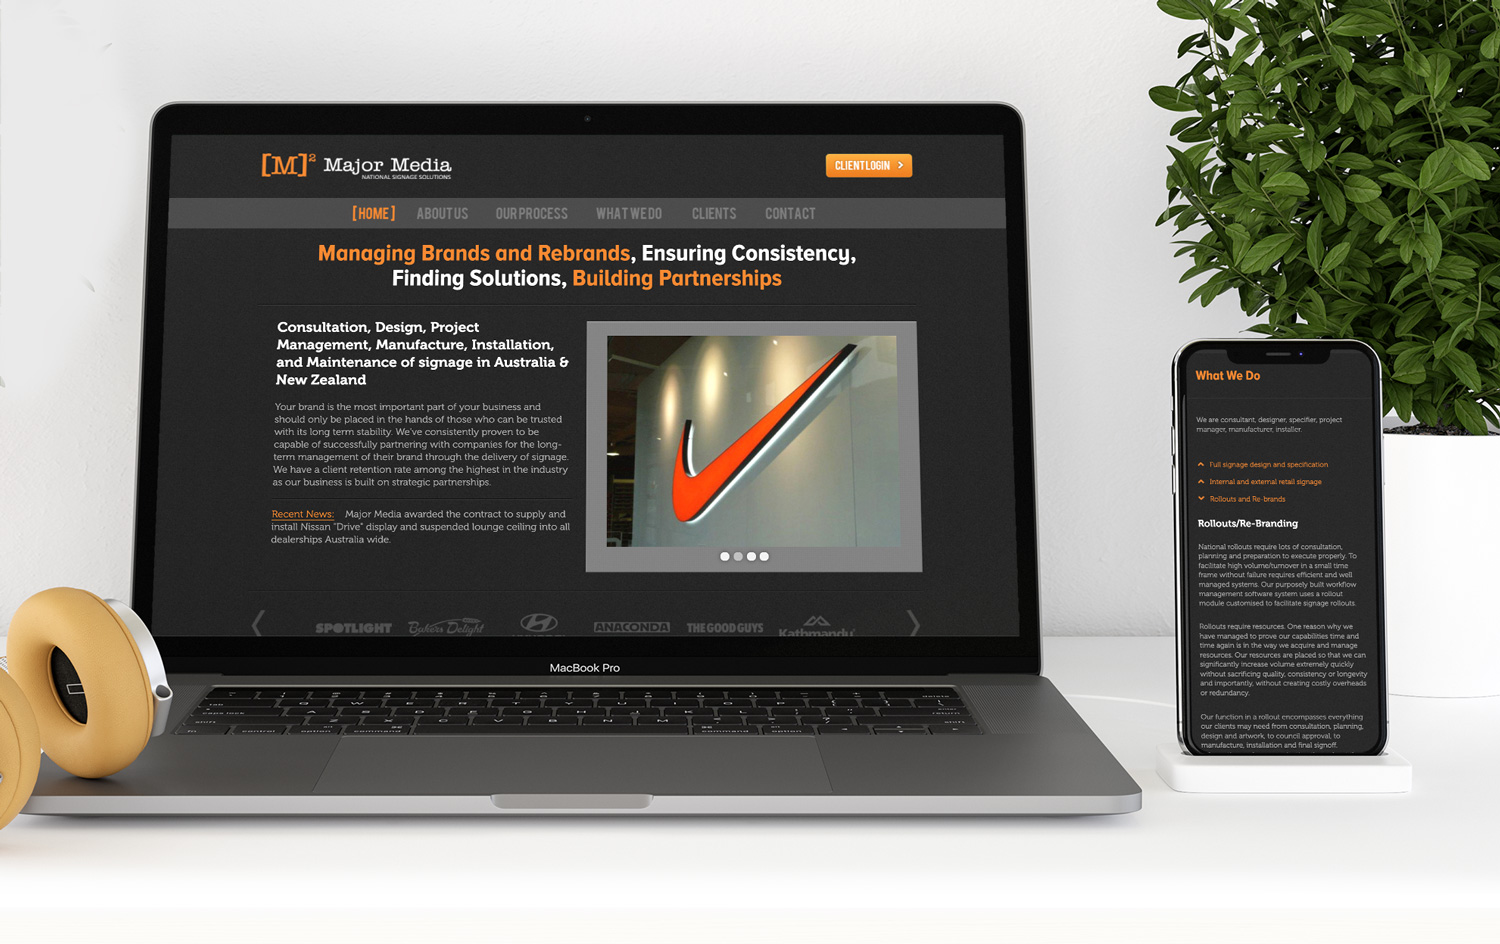 [M]² Major Media
NATIONAL SIGNAGE SOLUTIONS
CLIENT LOGIN >
[ HOME ] ABOUT US OUR PROCESS WHAT WE DO CLIENTS CONTACT
Managing Brands and Rebrands, Ensuring Consistency,
Finding Solutions, Building Partnerships
Consultation, Design, Project
Management, Manufacture, Installation,
and Maintenance of signage in Australia &
New Zealand
Your brand is the most important part of your business and
should only be placed in the hands of those who can be trusted
with its long term stability. We've consistently proven to be
capable of successfully partnering with companies for the long-
term management of their brand through the delivery of signage.
We have a client retention rate among the highest in the industry
as our business is built on strategic partnerships.
Recent News: Major Media awarded the contract to supply and
install Nissan "Drive" display and suspended lounge ceiling into all
dealerships Australia wide.
SPOTLIGHT Bakers Delight HYUNDAI ANACONDA THE GOOD GUYS Kathmandu
MacBook Pro
delete
tab Q W E R T Y U I O P
caps lock A S D F G H J K L return
shift Z X C V B N M shift
fn control option command command option
What We Do
We are consultant, designer, specifier, project
manager, manufacturer, installer.
Full signage design and specification
Internal and external retail signage
Rollouts and Re-brands
Rollouts/Re-Branding
National rollouts require lots of consultation,
planning and preparation to execute properly. To
facilitate high volume/turnover in a small time
frame without failure requires efficient and well
managed systems. Our purposely built workflow
management software system uses a rollout
module customised to facilitate signage rollouts.
Rollouts require resources. One reason why we
have managed to prove our capabilities time and
time again is in the way we acquire and manage
resources. Our resources are placed so that we can
significantly increase volume extremely quickly
without sacrificing quality, consistency or longevity
and importantly, without creating costly overheads
or redundancy.
Our function in a rollout encompasses everything
our clients may need from consultation, planning,
design and artwork, to council approval, to
manufacture, installation and final signoff.